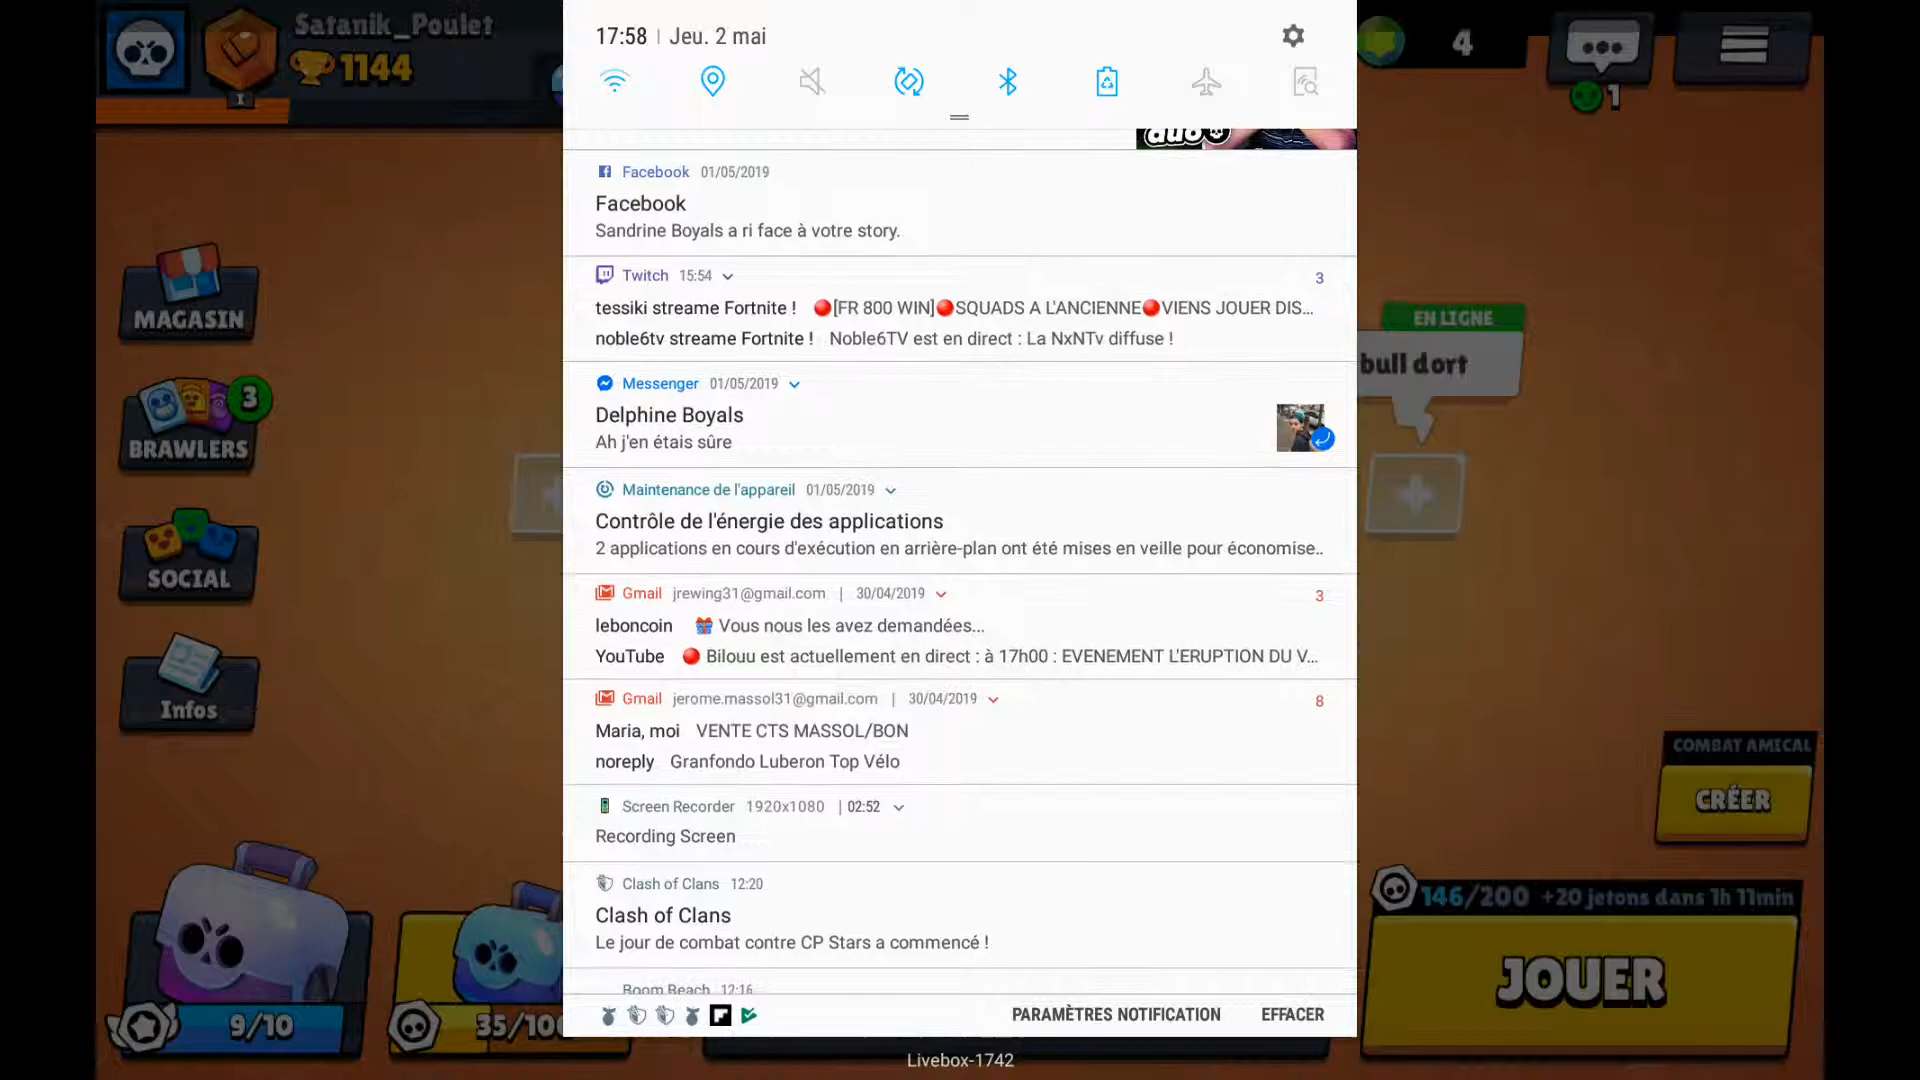 Satanik_Poulet
1144
I
17:58 | Jeu. 2 mai
4
1
duo
Facebook 01/05/2019
Facebook
Sandrine Boyals a ri face à votre story.
Twitch 15:54
3
tessiki streame Fortnite ! 🔴[FR 800 WIN]🔴SQUADS A L'ANCIENNE🔴VIENS JOUER DIS...
noble6tv streame Fortnite ! Noble6TV est en direct : La NxNTv diffuse !
Messenger 01/05/2019
Delphine Boyals
Ah j'en étais sûre
Maintenance de l'appareil 01/05/2019
Contrôle de l'énergie des applications
2 applications en cours d'exécution en arrière-plan ont été mises en veille pour économise..
Gmail jrewing31@gmail.com | 30/04/2019
3
leboncoin 🎁 Vous nous les avez demandées...
YouTube 🔴 Bilouu est actuellement en direct : à 17h00 : EVENEMENT L'ERUPTION DU V...
Gmail jerome.massol31@gmail.com | 30/04/2019
8
Maria, moi VENTE CTS MASSOL/BON
noreply Granfondo Luberon Top Vélo
Screen Recorder 1920x1080 | 02:52
Recording Screen
Clash of Clans 12:20
Clash of Clans
Le jour de combat contre CP Stars a commencé !
Boom Beach 12:16
PARAMÈTRES NOTIFICATION
EFFACER
Livebox-1742
MAGASIN
3
BRAWLERS
SOCIAL
Infos
9/10
35/100
EN LIGNE
bull dort
COMBAT AMICAL
CRÉER
146/200 +20 jetons dans 1h 11min
JOUER